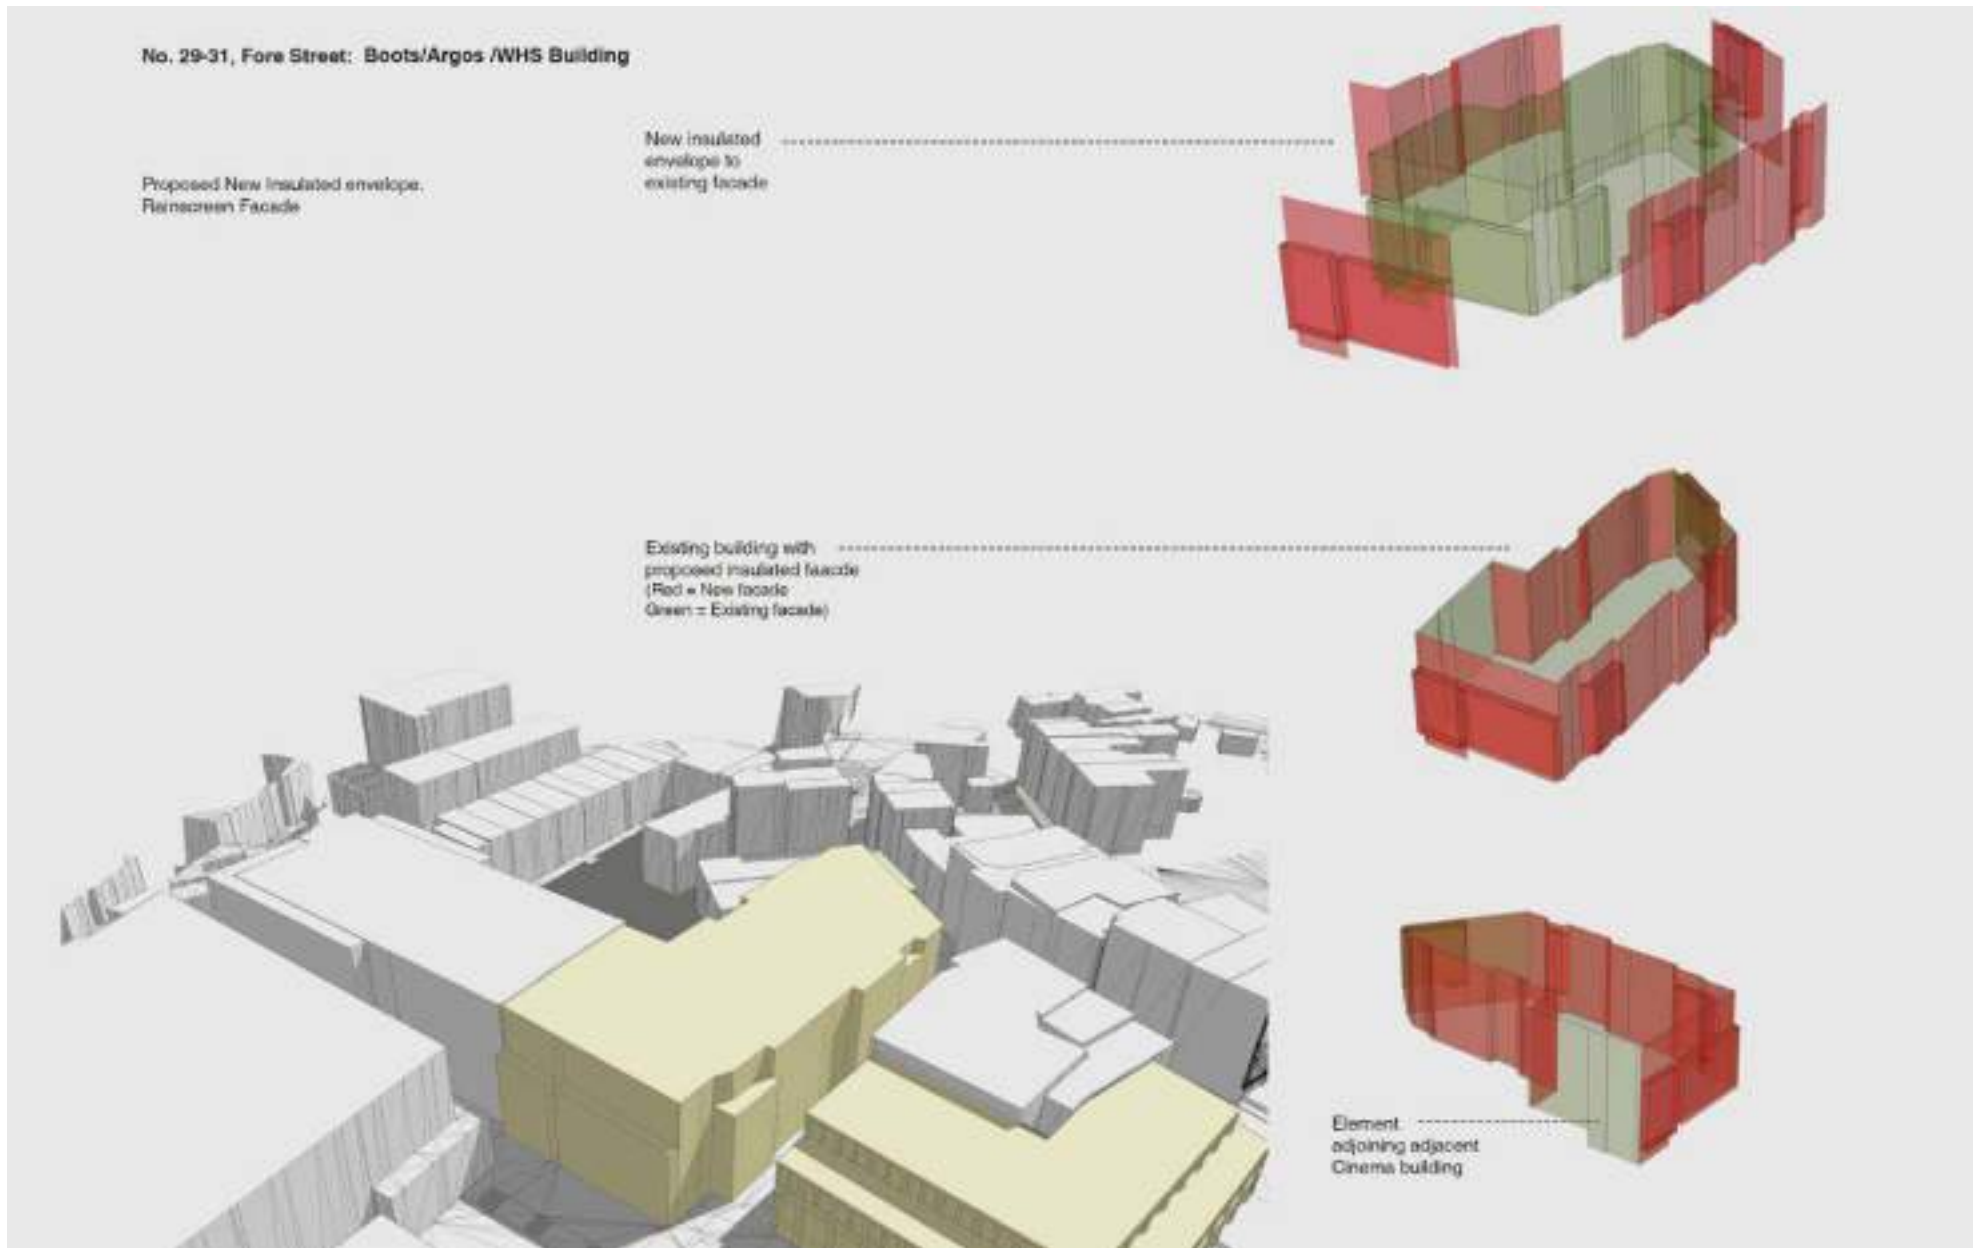 No. 29-31, Fore Street: Boots/Argos /WHS Building
New insulated
envelope to
existing facade
Proposed New Insulated envelope.
Rainscreen Facade
Existing building with
proposed insulated faacde
(Red = New facade
Green = Existing facade)
Element
adjoining adjacent
Cinema building